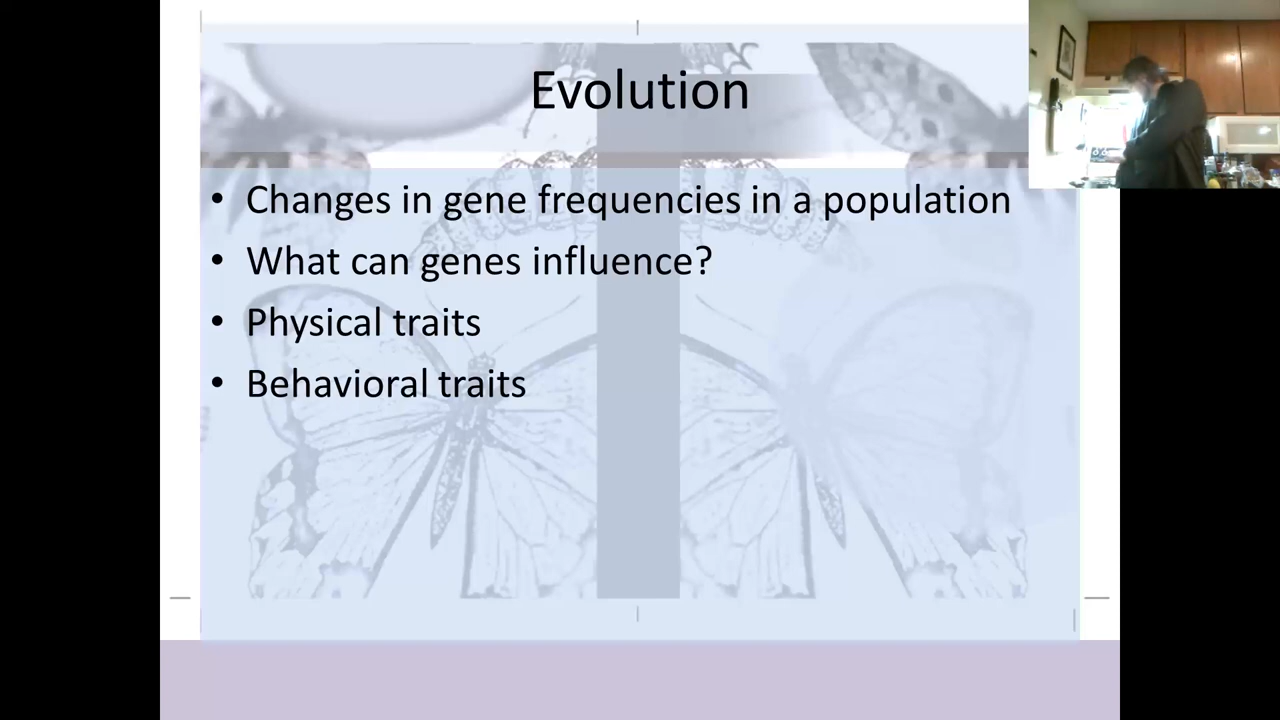 Evolution
• Changes in gene frequencies in a population
• What can genes influence?
• Physical traits
• Behavioral traits